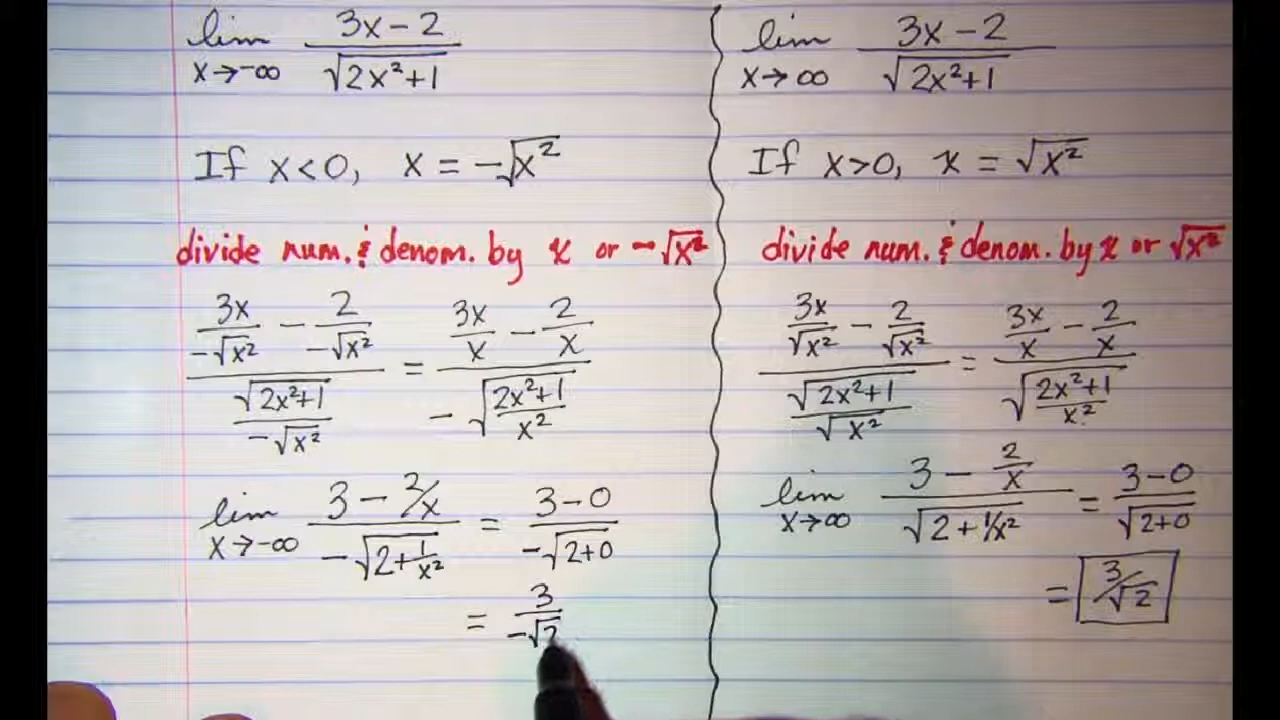 lim x→-∞ (3x-2)/√(2x²+1)
If x<0, x = -√x²
divide num. & denom. by x or -√x²
(3x/(-√x²) - 2/(-√x²))/(√(2x²+1)/(-√x²)) = (3x/x - 2/x)/(-√((2x²+1)/x²))
lim x→-∞ (3 - 2/x)/(-√(2+1/x²)) = (3-0)/(-√(2+0))
= 3/(-√2)
lim x→∞ (3x-2)/√(2x²+1)
If x>0, x = √x²
divide num. & denom. by x or √x²
(3x/√x² - 2/√x²)/(√(2x²+1)/√x²) = (3x/x - 2/x)/√((2x²+1)/x²)
lim x→∞ (3 - 2/x)/√(2+1/x²) = (3-0)/√(2+0)
= 3/√2